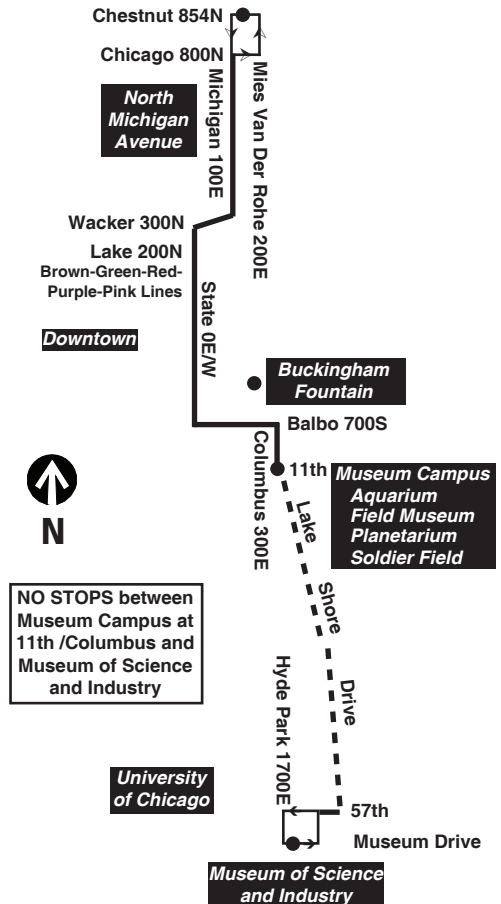 Chestnut 854N
Chicago 800N
North
Michigan
Avenue
Michigan 100E
Mies Van Der Rohe 200E
Wacker 300N
Lake 200N
Brown-Green-Red-
Purple-Pink Lines
State 0E/W
Downtown
Buckingham
Fountain
Balbo 700S
Columbus 300E
11th
Museum Campus
Aquarium
Field Museum
Planetarium
Soldier Field
N
Lake
Shore
Drive
NO STOPS between
Museum Campus at
11th /Columbus and
Museum of Science
and Industry
Hyde Park 1700E
University
of Chicago
57th
Museum Drive
Museum of Science
and Industry